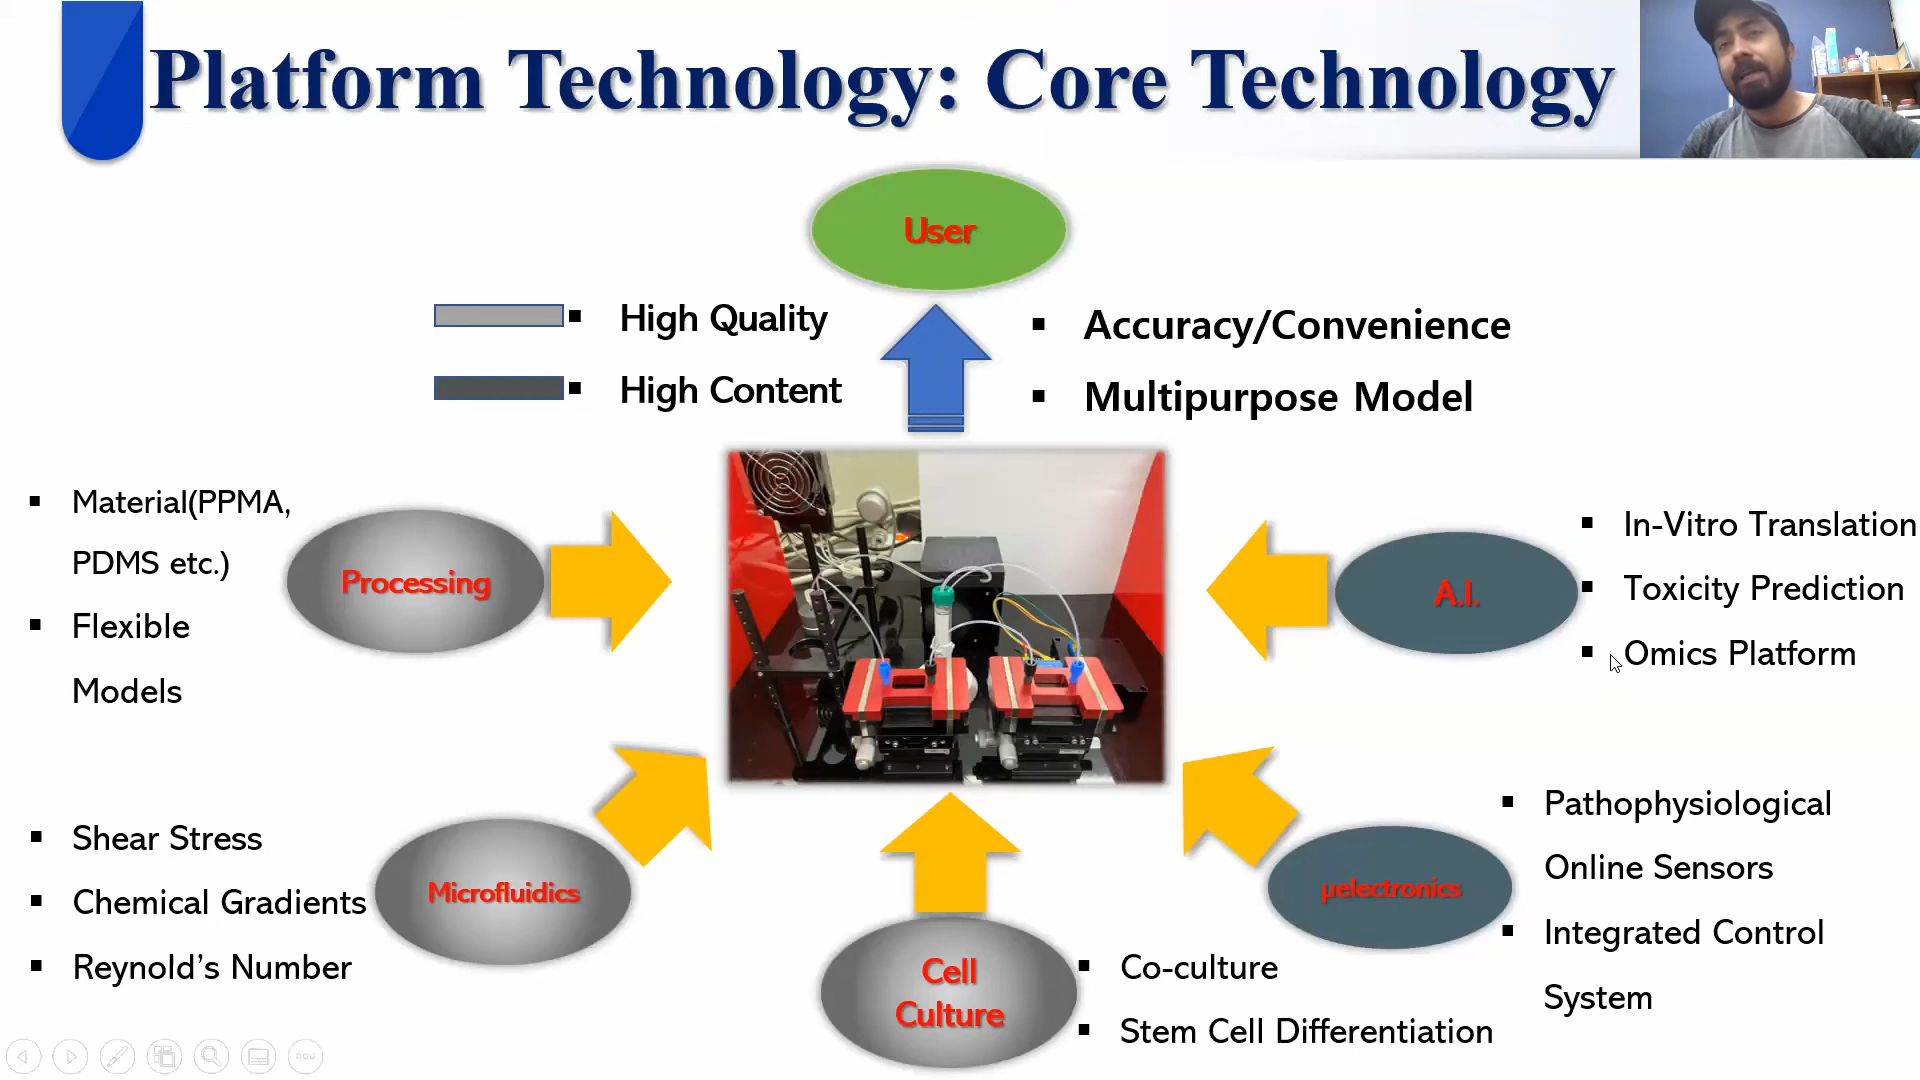 Platform Technology: Core Technology
User
▪ High Quality
▪ High Content
▪ Accuracy/Convenience
▪ Multipurpose Model
▪ Material(PPMA,
PDMS etc.)
▪ Flexible
Models
Processing
A.I.
▪ In-Vitro Translation
▪ Toxicity Prediction
▪ Omics Platform
▪ Shear Stress
▪ Chemical Gradients
▪ Reynold’s Number
Microfluidics
Cell
Culture
▪ Co-culture
▪ Stem Cell Differentiation
µelectronics
▪ Pathophysiological
Online Sensors
▪ Integrated Control
System